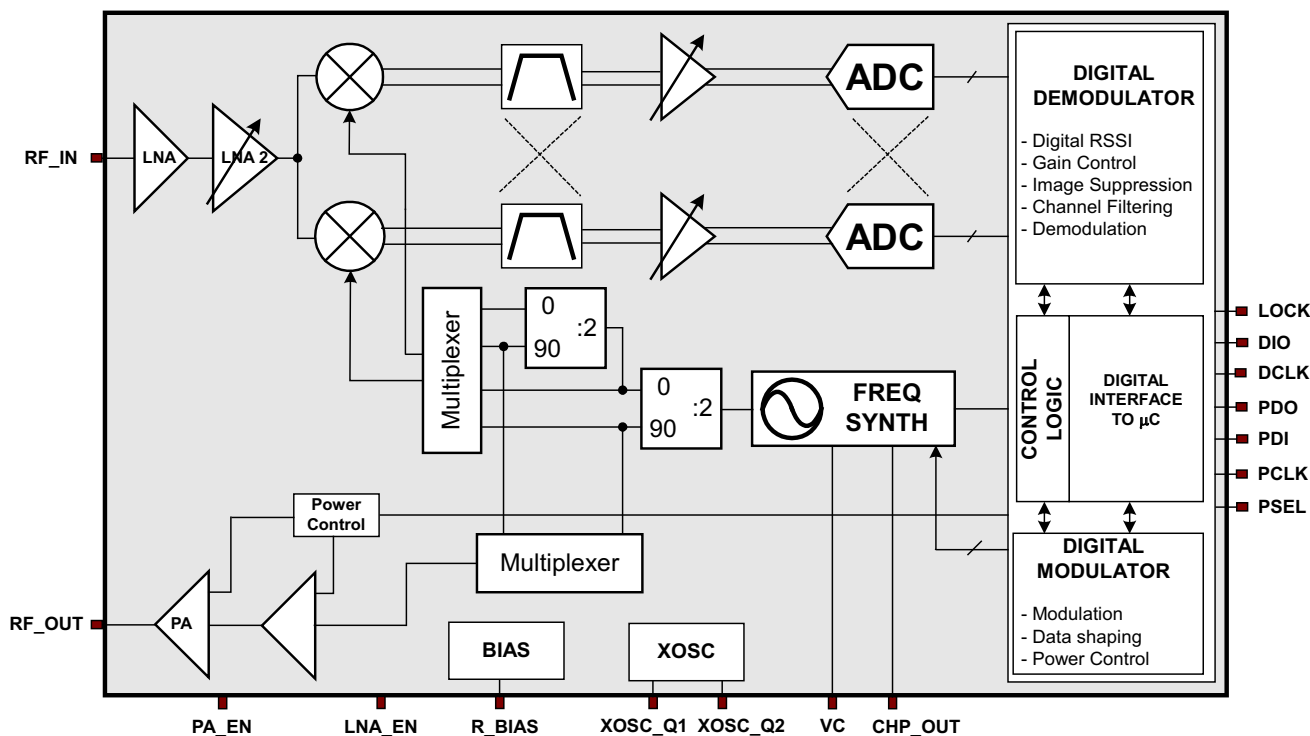 ADC
DIGITAL
DEMODULATOR
- Digital RSSI
- Gain Control
- Image Suppression
- Channel Filtering
- Demodulation
RF_IN
LNA
LNA 2
ADC
Multiplexer
0
:2
90
0
:2
90
FREQ
SYNTH
CONTROL
LOGIC
DIGITAL
INTERFACE
TO µC
LOCK
DIO
DCLK
PDO
PDI
PCLK
PSEL
Power
Control
Multiplexer
DIGITAL
MODULATOR
- Modulation
- Data shaping
- Power Control
RF_OUT
PA
BIAS
XOSC
PA_EN
LNA_EN
R_BIAS
XOSC_Q1
XOSC_Q2
VC
CHP_OUT